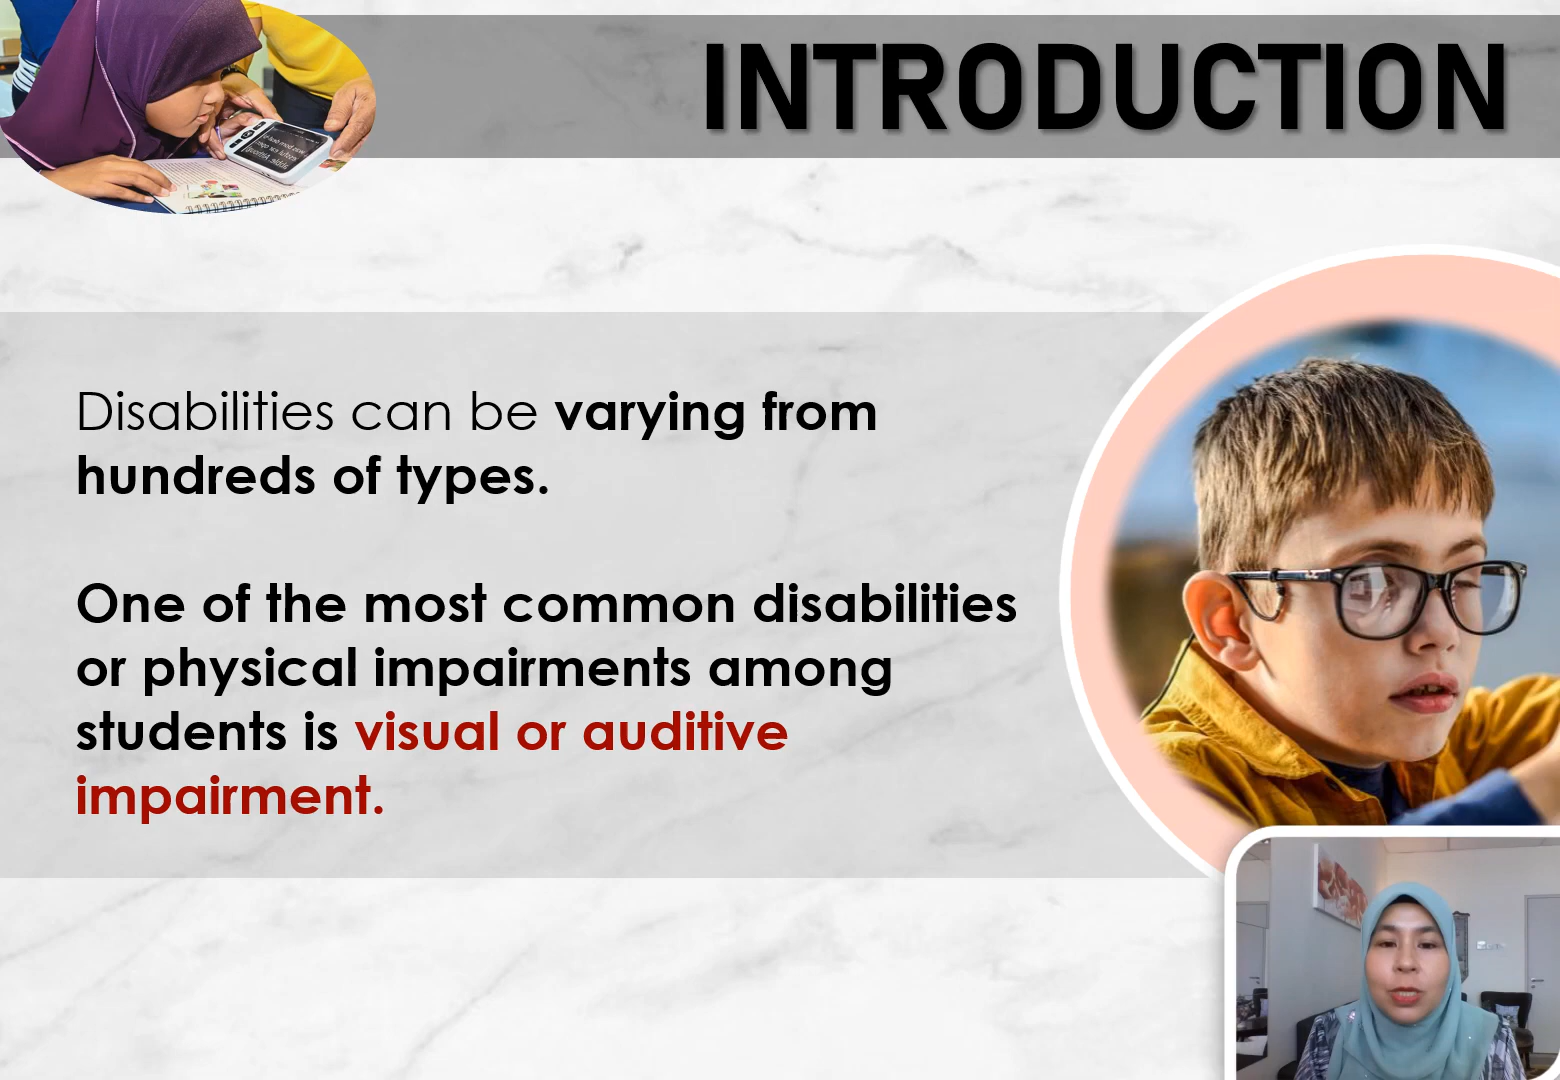 INTRODUCTION
Disabilities can be varying from
hundreds of types.
One of the most common disabilities
or physical impairments among
students is visual or auditive
impairment.